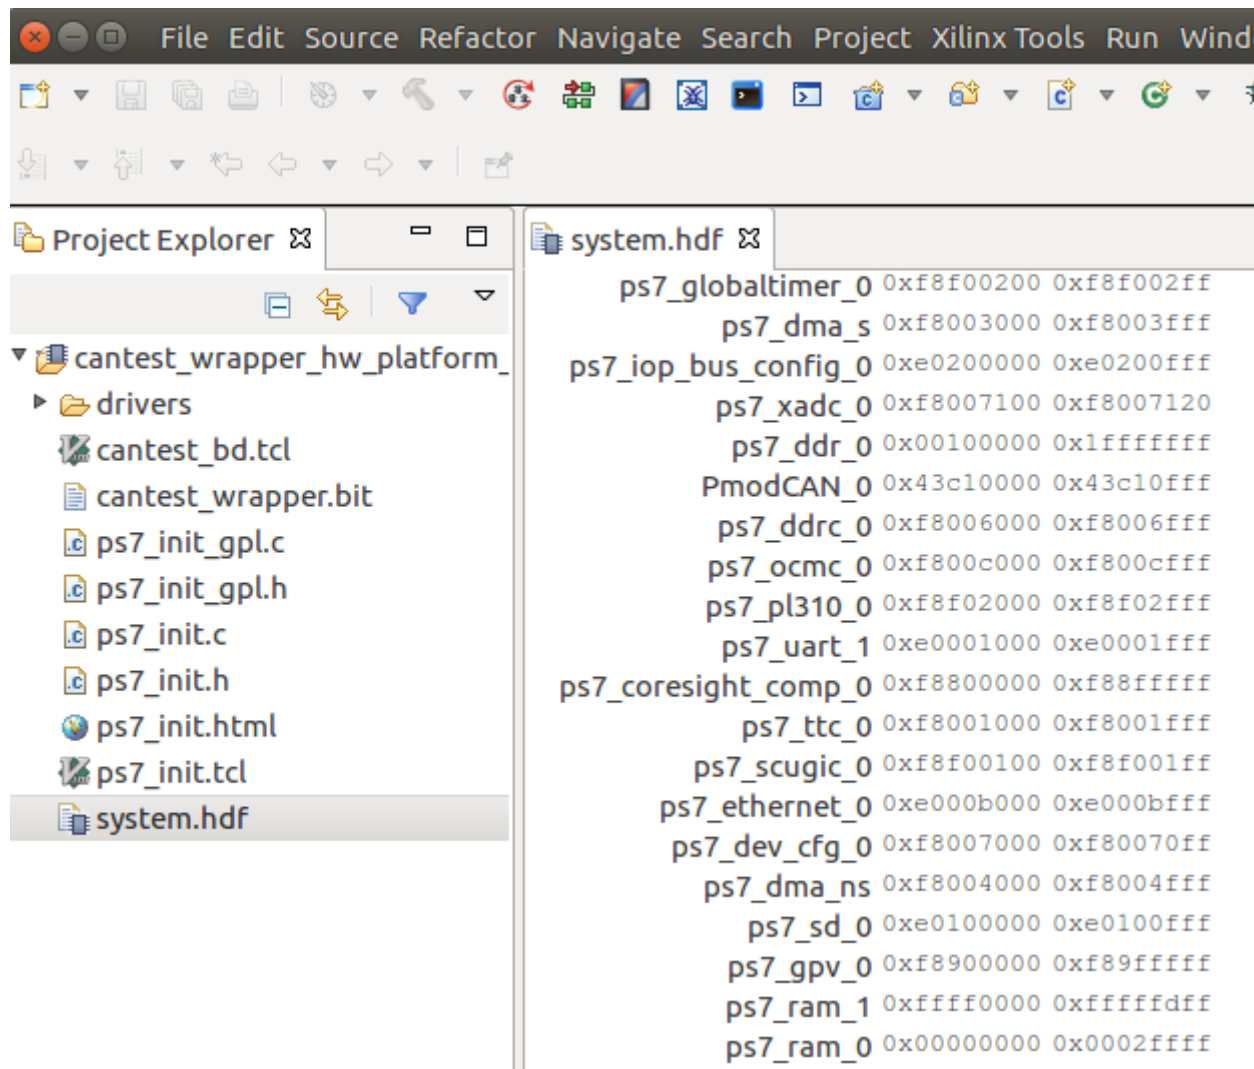 File Edit Source Refactor Navigate Search Project Xilinx Tools Run Wind
Project Explorer
cantest_wrapper_hw_platform_
drivers
cantest_bd.tcl
cantest_wrapper.bit
ps7_init_gpl.c
ps7_init_gpl.h
ps7_init.c
ps7_init.h
ps7_init.html
ps7_init.tcl
system.hdf
system.hdf
ps7_globaltimer_0 0xf8f00200 0xf8f002ff
ps7_dma_s 0xf8003000 0xf8003fff
ps7_iop_bus_config_0 0xe0200000 0xe0200fff
ps7_xadc_0 0xf8007100 0xf8007120
ps7_ddr_0 0x00100000 0x1fffffff
PmodCAN_0 0x43c10000 0x43c10fff
ps7_ddrc_0 0xf8006000 0xf8006fff
ps7_ocmc_0 0xf800c000 0xf800cfff
ps7_pl310_0 0xf8f02000 0xf8f02fff
ps7_uart_1 0xe0001000 0xe0001fff
ps7_coresight_comp_0 0xf8800000 0xf88fffff
ps7_ttc_0 0xf8001000 0xf8001fff
ps7_scugic_0 0xf8f00100 0xf8f001ff
ps7_ethernet_0 0xe000b000 0xe000bfff
ps7_dev_cfg_0 0xf8007000 0xf80070ff
ps7_dma_ns 0xf8004000 0xf8004fff
ps7_sd_0 0xe0100000 0xe0100fff
ps7_gpv_0 0xf8900000 0xf89fffff
ps7_ram_1 0xffff0000 0xfffffdff
ps7_ram_0 0x00000000 0x0002ffff